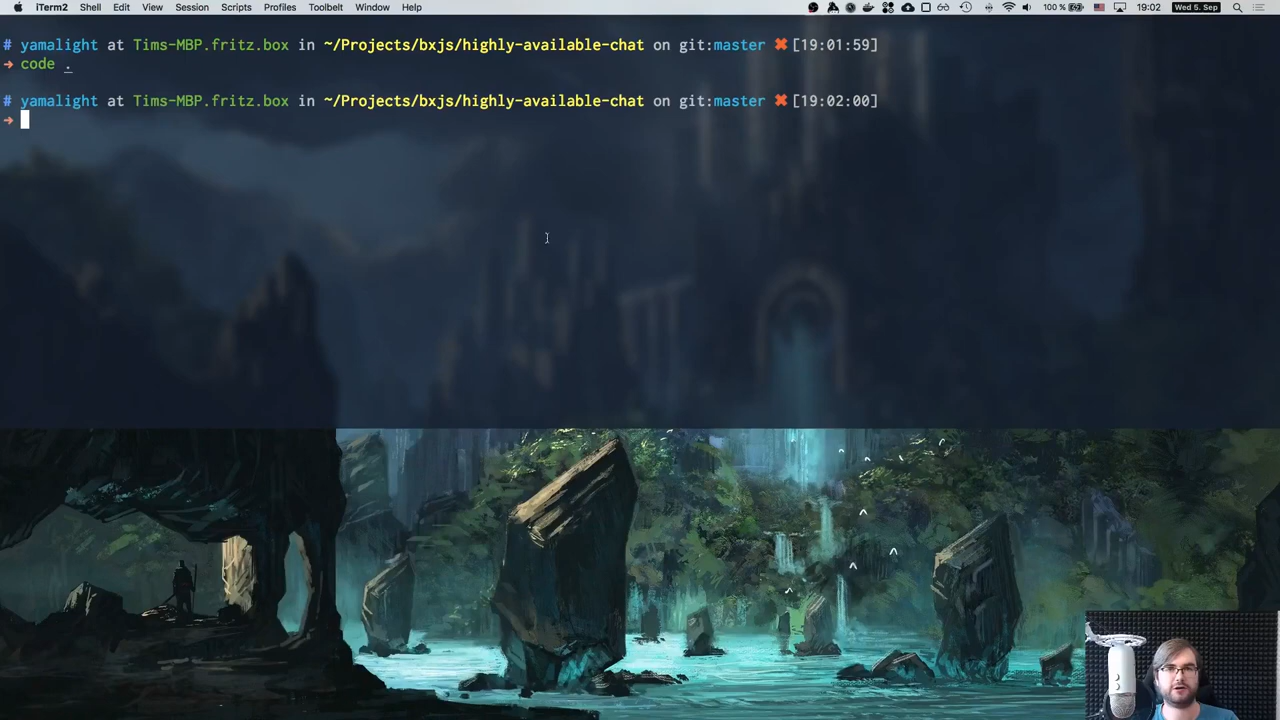 iTerm2 Shell Edit View Session Scripts Profiles Toolbelt Window Help 100 % 19:02 Wed 5. Sep
# yamalight at Tims-MBP.fritz.box in ~/Projects/bxjs/highly-available-chat on git:master ✖ [19:01:59]
➜ code .
# yamalight at Tims-MBP.fritz.box in ~/Projects/bxjs/highly-available-chat on git:master ✖ [19:02:00]
➜